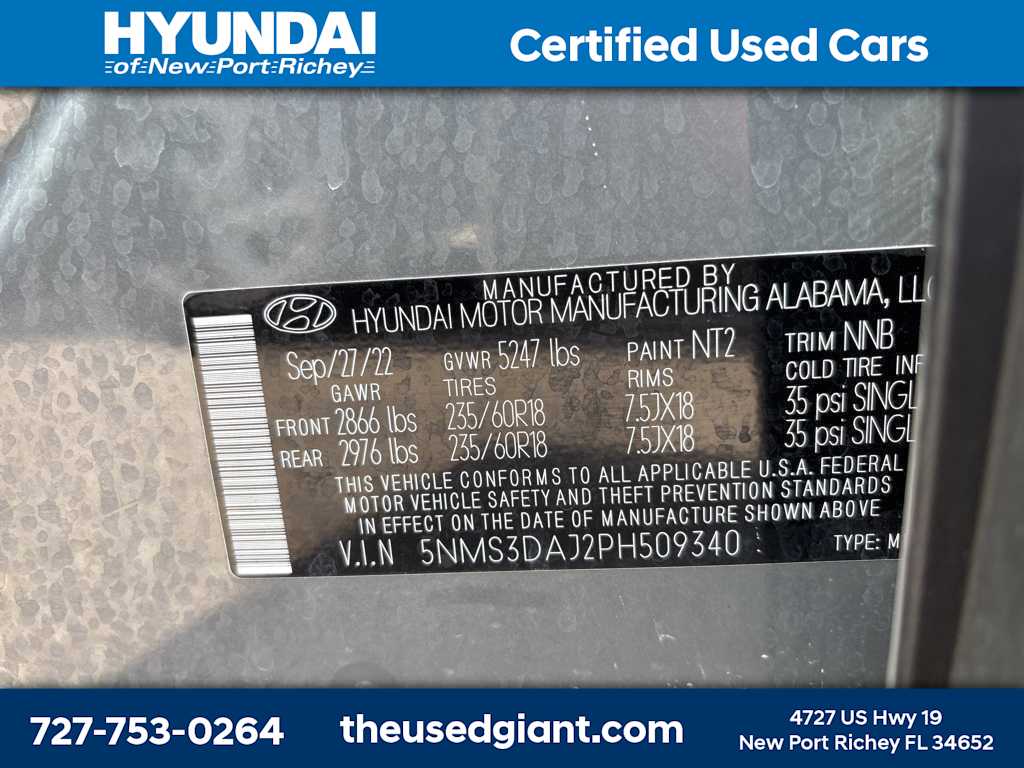 HYUNDAI
of New Port Richey
Certified Used Cars
MANUFACTURED BY
HYUNDAI MOTOR MANUFACTURING ALABAMA, LLC
Sep/27/22 GVWR 5247 lbs PAINT NT2 TRIM NNB
GAWR TIRES RIMS COLD TIRE INF
FRONT 2866 lbs 235/60R18 7.5JX18 35 psi SINGL
REAR 2976 lbs 235/60R18 7.5JX18 35 psi SINGL
THIS VEHICLE CONFORMS TO ALL APPLICABLE U.S.A. FEDERAL
MOTOR VEHICLE SAFETY AND THEFT PREVENTION STANDARDS
IN EFFECT ON THE DATE OF MANUFACTURE SHOWN ABOVE
V.I.N 5NMS3DAJ2PH509340 TYPE: M
727-753-0264
theusedgiant.com
4727 US Hwy 19
New Port Richey FL 34652